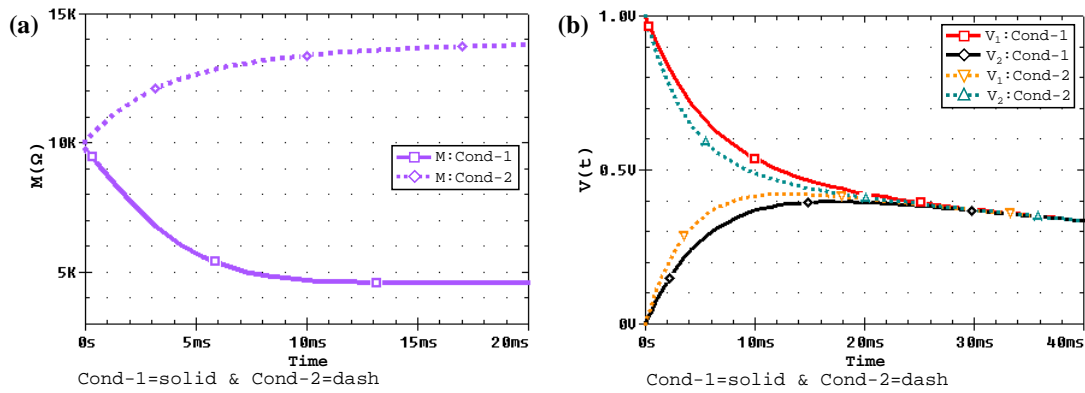 (a)
15K
10K
5K
M(Ω)
M:Cond-1
M:Cond-2
0s
5ms
10ms
15ms
20ms
Time
Cond-1=solid & Cond-2=dash
(b)
1.0V
0.5V
0V
V(t)
V₁:Cond-1
V₂:Cond-1
V₁:Cond-2
V₂:Cond-2
0s
10ms
20ms
30ms
40ms
Time
Cond-1=solid & Cond-2=dash